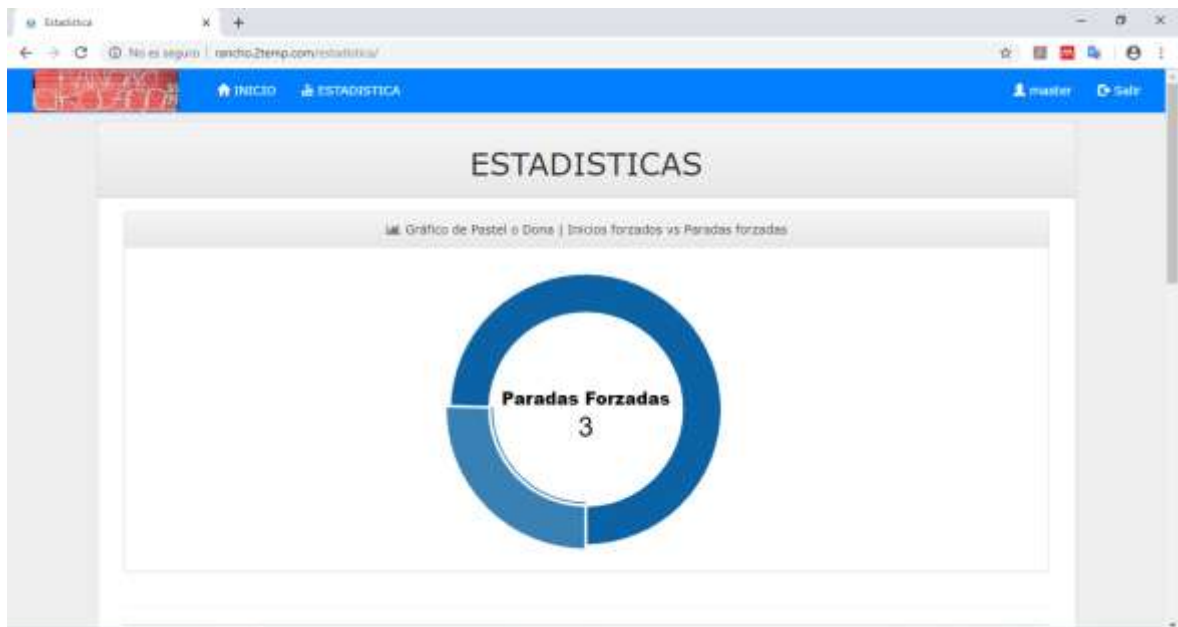 Estadistica
No es seguro | rancho.2temp.com/estadistica/
INICIO
ESTADISTICA
master
Salir
ESTADISTICAS
Gráfico de Pastel o Dona | Inicios forzados vs Paradas forzadas
Paradas Forzadas
3